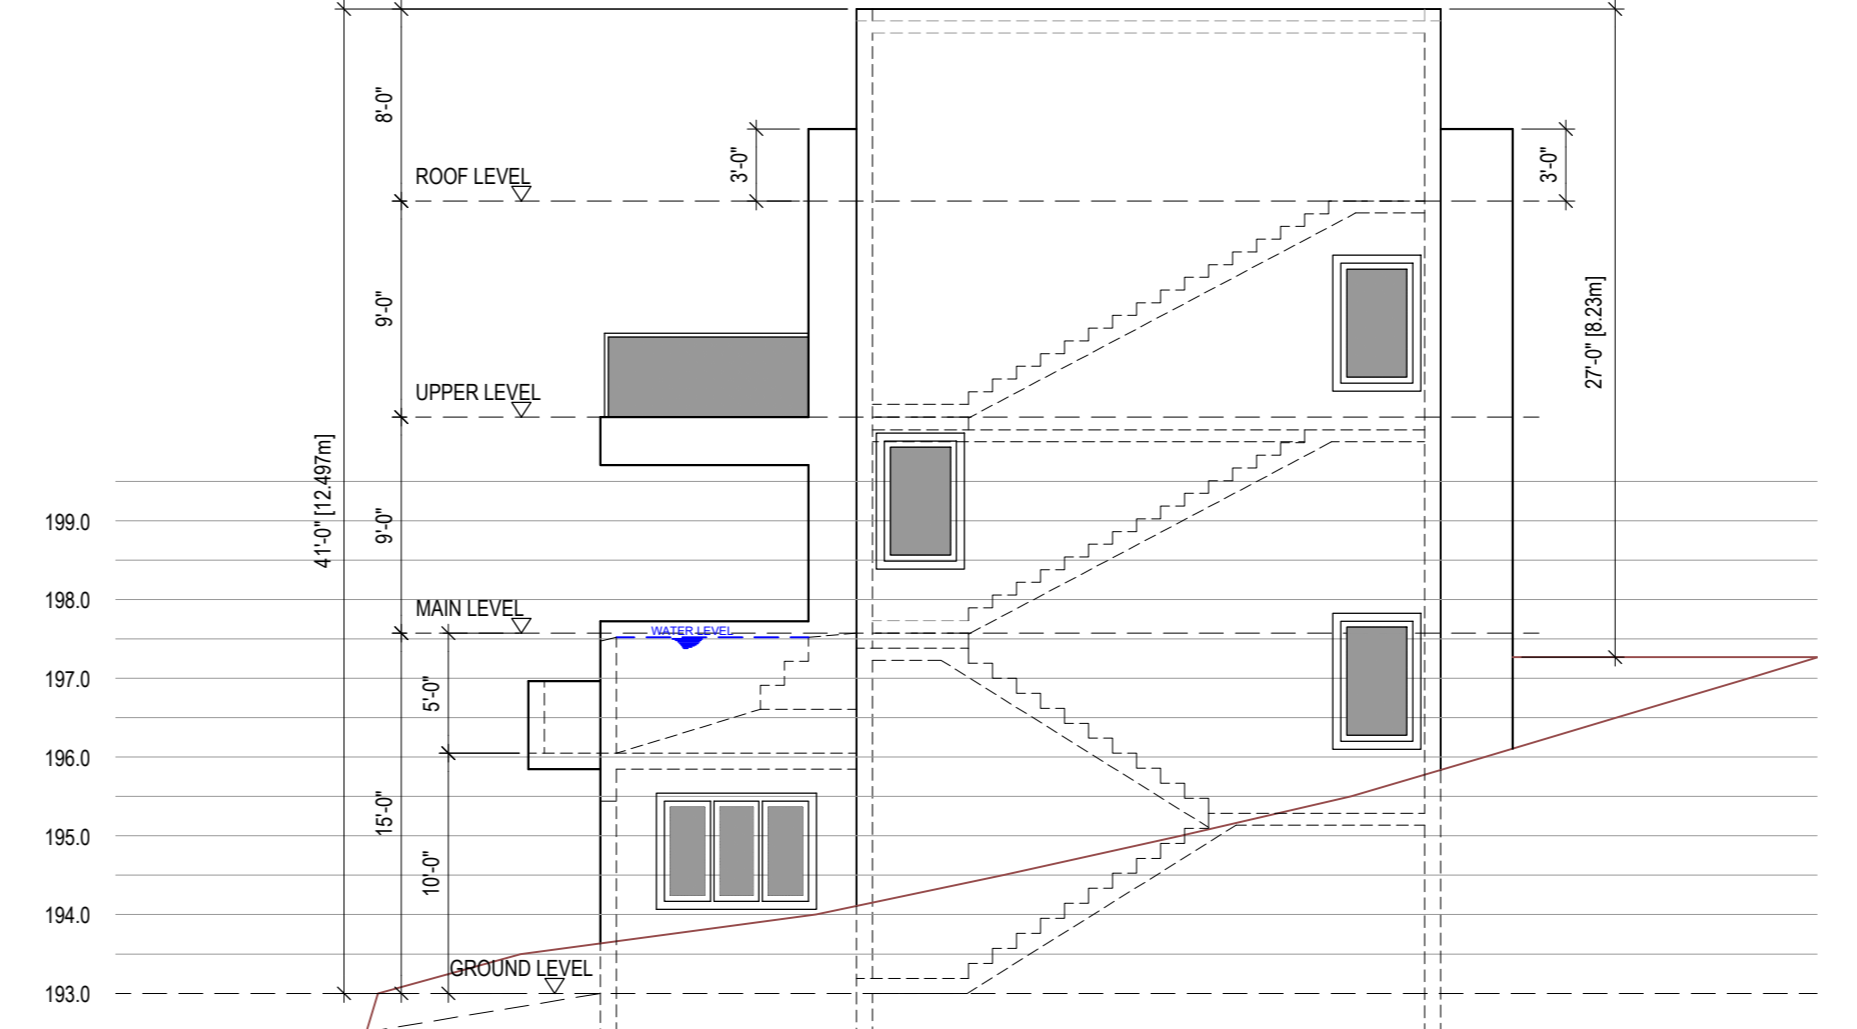 8'-0"
3'-0"
3'-0"
ROOF LEVEL
9'-0"
27'-0" [8.23m]
UPPER LEVEL
41'-0" [12.497m]
9'-0"
199.0
198.0
MAIN LEVEL
WATER LEVEL
197.0
5'-0"
196.0
15'-0"
195.0
10'-0"
194.0
GROUND LEVEL
193.0